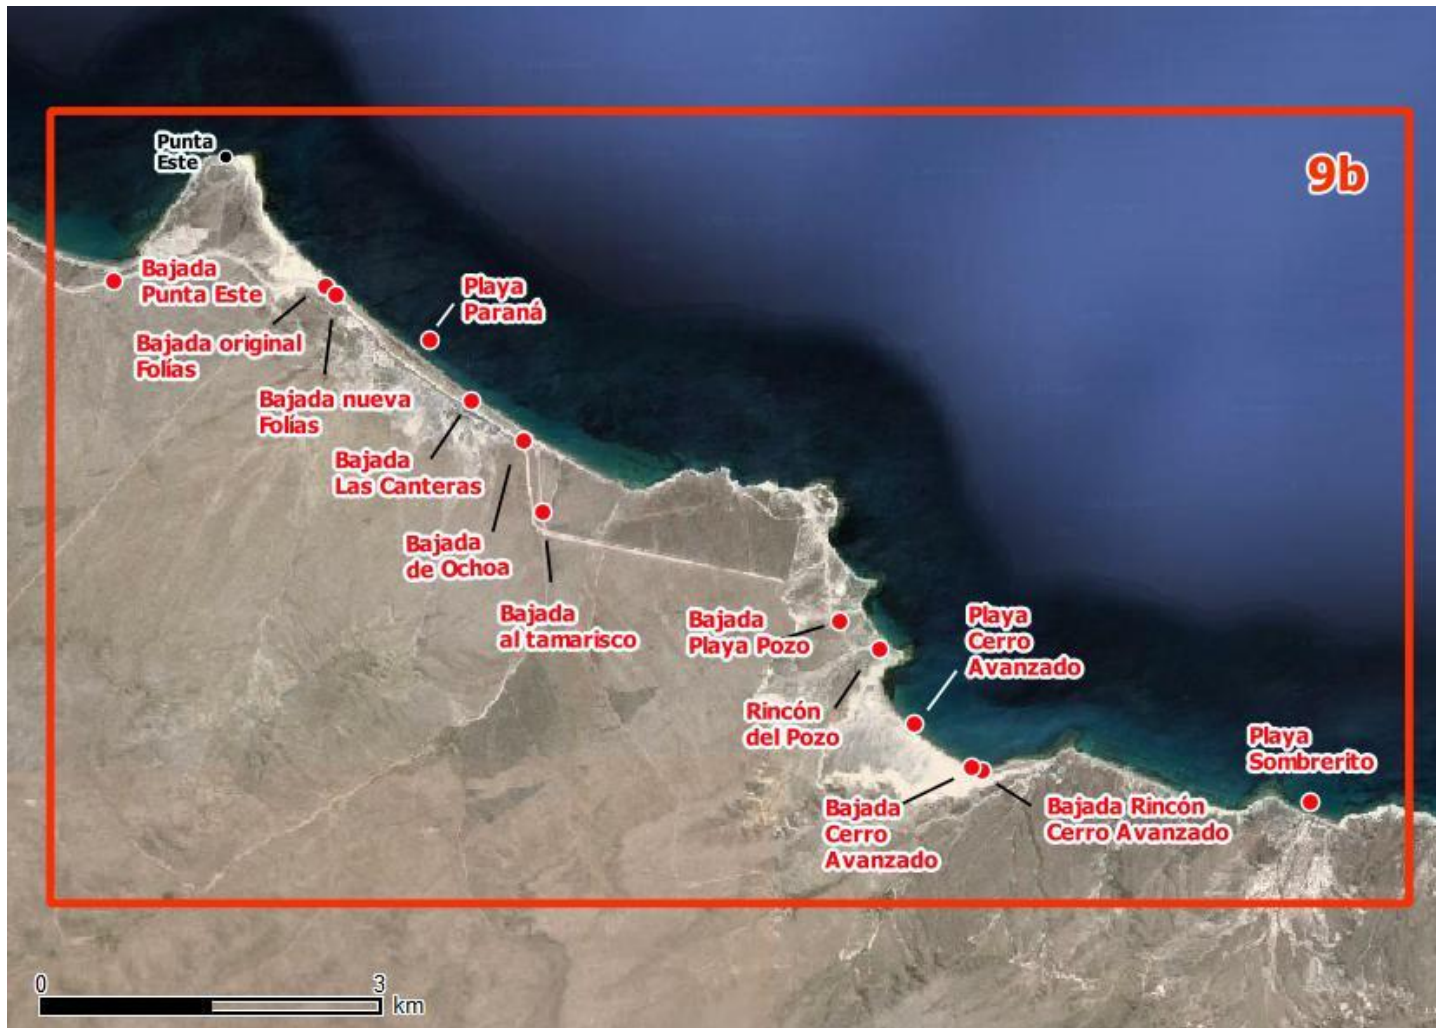 Punta
Este
9b
Bajada
Punta Este
Playa
Paraná
Bajada original
Folías
Bajada nueva
Folías
Bajada
Las Canteras
Bajada
de Ochoa
Bajada
al tamarisco
Bajada
Playa Pozo
Playa
Cerro
Avanzado
Rincón
del Pozo
Playa
Sombrerito
Bajada
Cerro
Avanzado
Bajada Rincón
Cerro Avanzado
0
3
km